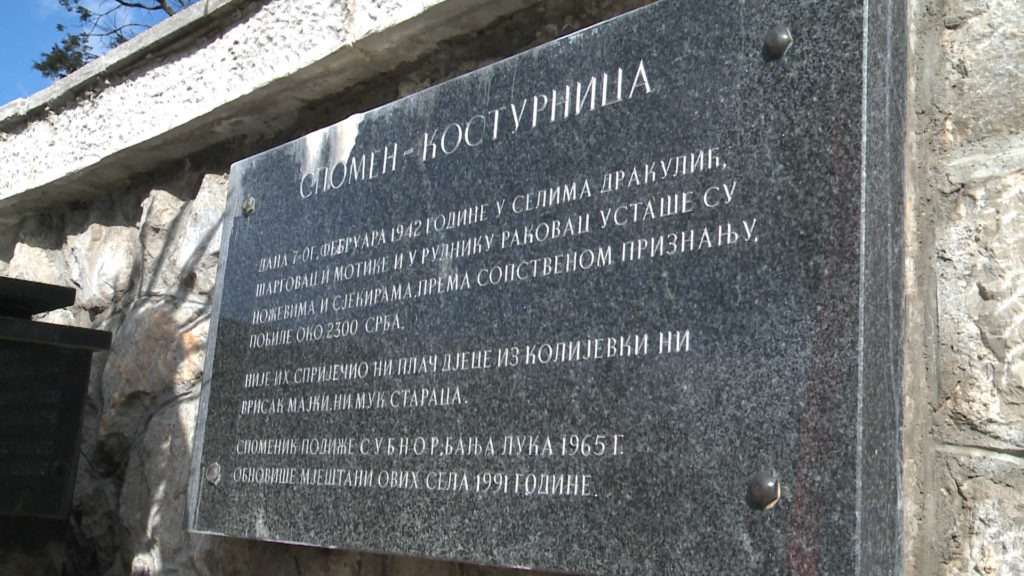 СПОМЕН - КОСТУРНИЦА
ДАНА 7. ОГ. ФЕБРУАРА 1942 ГОДИНЕ У СЕЛИМА ДРАКУЛИЋ,
ШАРГОВАЦ И МОТИКЕ И У РУДНИКУ РАКОВАЦ УСТАШЕ СУ
НОЖЕВИМА И СЈЕКИРАМА, ПРЕМА СОПСТВЕНОМ ПРИЗНАЊУ,
ПОБИЛЕ ОКО 2300 СРБА.
НИЈЕ ИХ СПРИЈЕЧИО НИ ПЛАЧ ДЈЕЦЕ ИЗ КОЛИЈЕВКИ НИ
ВРИСАК МАЈКИ, НИ МУК СТАРАЦА.
СПОМЕНИК ПОДИЖЕ С У Б Н О Р, БАЊА ЛУКА 1965 Г.
ОБНОВИШЕ МЈЕШТАНИ ОВИХ СЕЛА 1991 ГОДИНЕ.